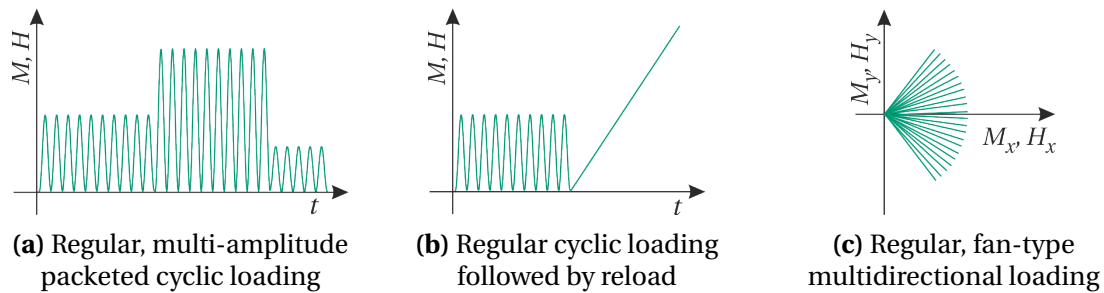 M, H
t
(a) Regular, multi-amplitude
packeted cyclic loading
M, H
t
(b) Regular cyclic loading
followed by reload
M_y, H_y
M_x, H_x
(c) Regular, fan-type
multidirectional loading